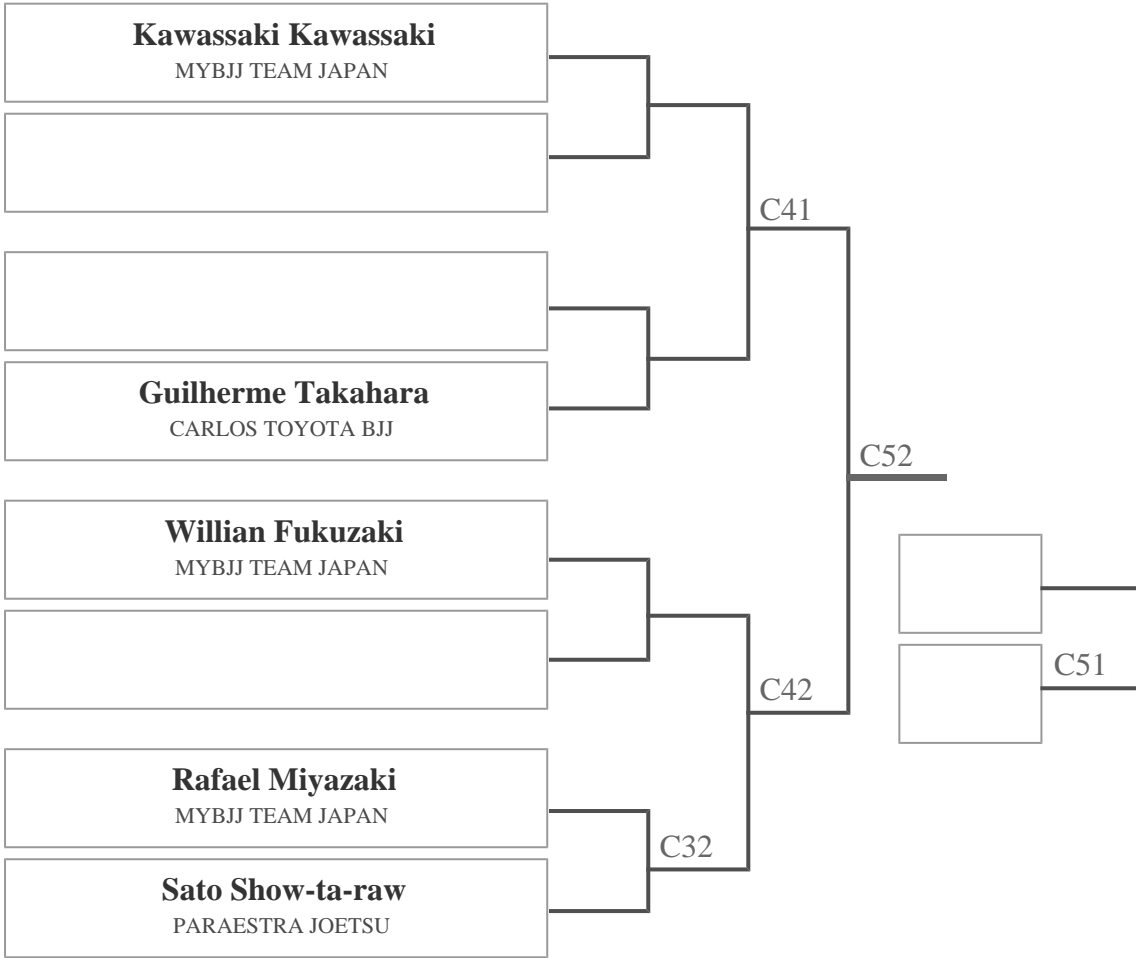 Kawassaki Kawassaki
MYBJJ TEAM JAPAN
C41
Guilherme Takahara
CARLOS TOYOTA BJJ
C52
Willian Fukuzaki
MYBJJ TEAM JAPAN
C51
C42
Rafael Miyazaki
MYBJJ TEAM JAPAN
C32
Sato Show-ta-raw
PARAESTRA JOETSU